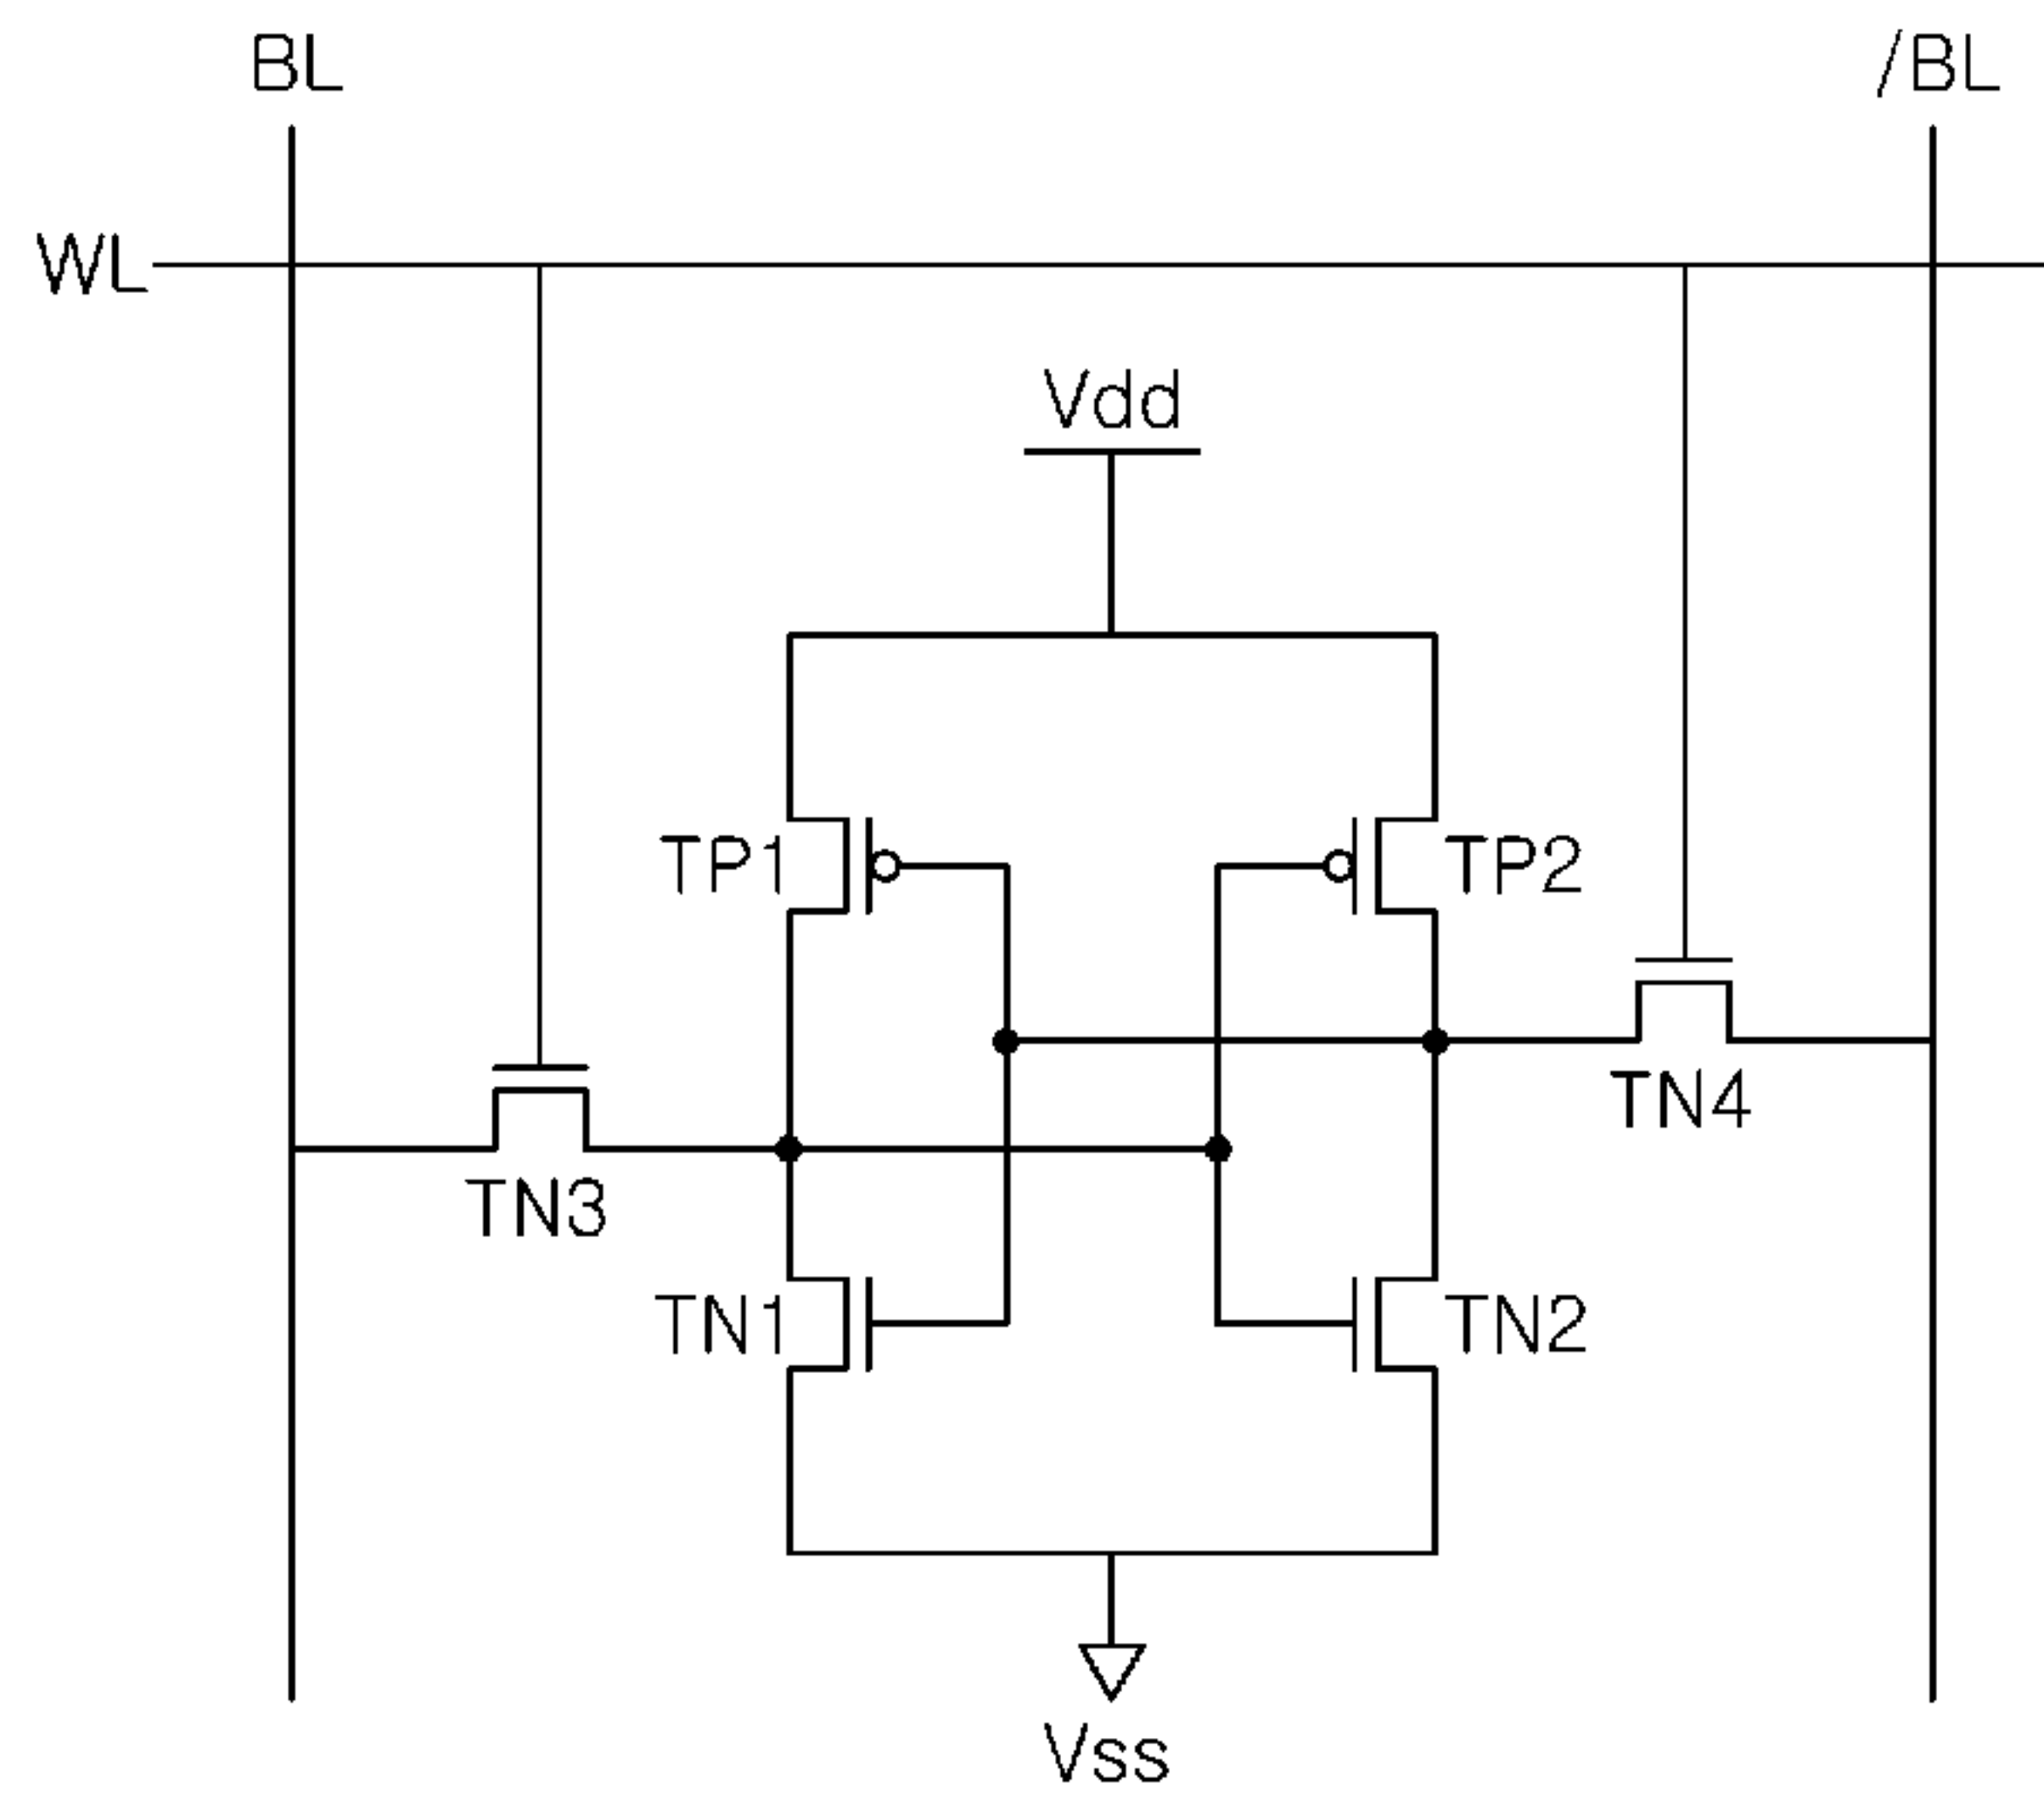 BL
/BL
WL
Vdd
TP1
TP2
TN4
TN3
TN1
TN2
Vss